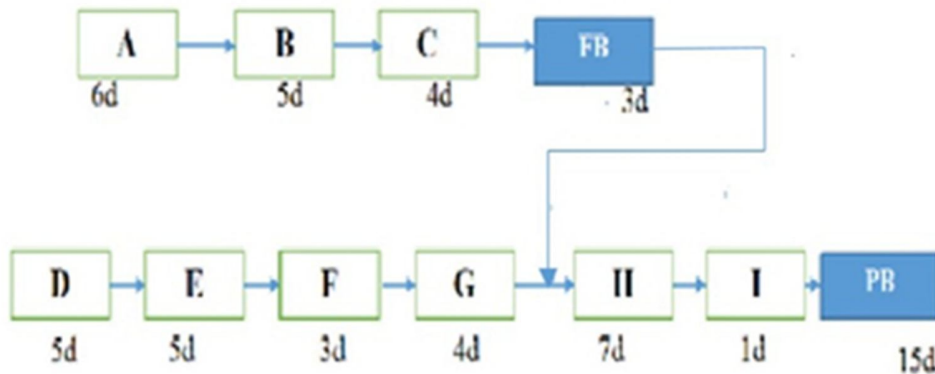 A B C FB
6d 5d 4d 3d
D E F G H I PB
5d 5d 3d 4d 7d 1d 15d